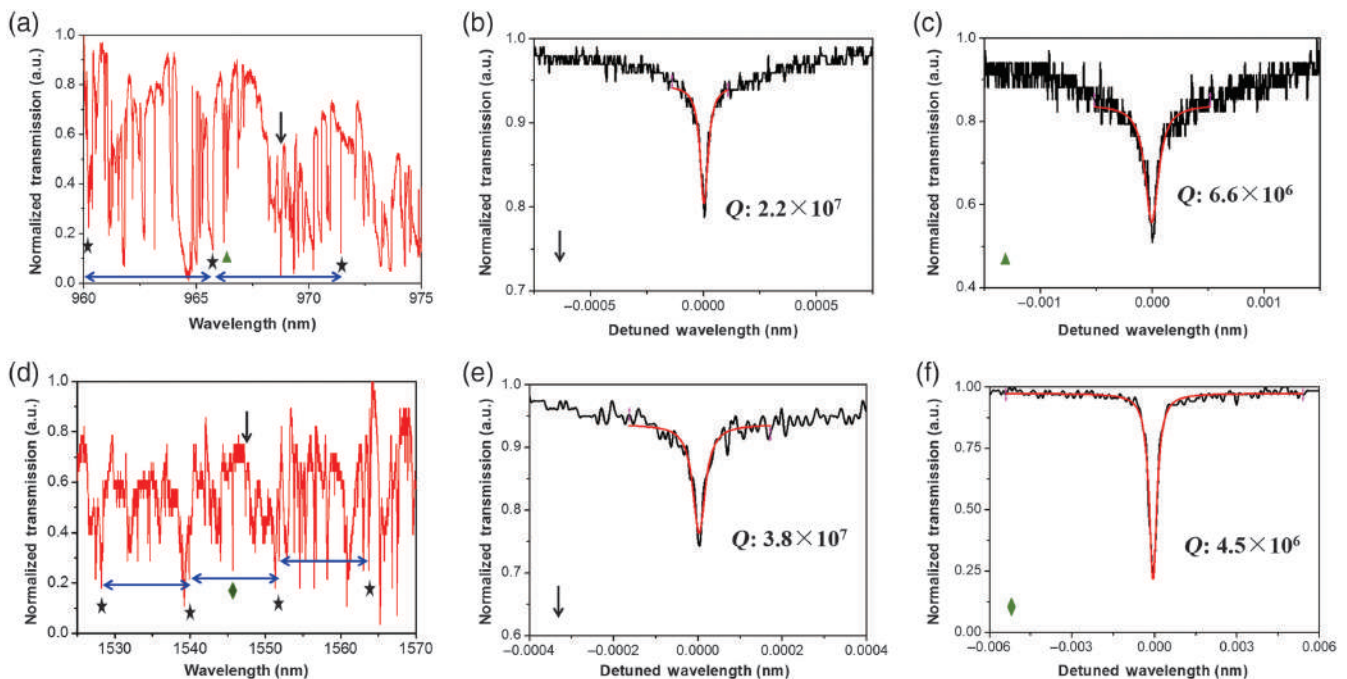 (a)
1.0
0.8
0.6
0.4
0.2
0.0
Normalized transmission (a.u.)
960
965
970
975
Wavelength (nm)
(b)
1.0
0.9
0.8
0.7
Normalized transmission (a.u.)
Q: 2.2×10⁷
−0.0005
0.0000
0.0005
Detuned wavelength (nm)
(c)
1.0
0.8
0.6
0.4
Normalized transmission (a.u.)
Q: 6.6×10⁶
−0.001
0.000
0.001
Detuned wavelength (nm)
(d)
1.0
0.8
0.6
0.4
0.2
0.0
Normalized transmission (a.u.)
1530
1540
1550
1560
1570
Wavelength (nm)
(e)
1.0
0.9
0.8
0.7
0.6
Normalized transmission (a.u.)
Q: 3.8×10⁷
−0.0004
−0.0002
0.0000
0.0002
0.0004
Detuned wavelength (nm)
(f)
1.00
0.75
0.50
0.25
0.00
Normalized transmission (a.u.)
Q: 4.5×10⁶
−0.006
−0.003
0.000
0.003
0.006
Detuned wavelength (nm)